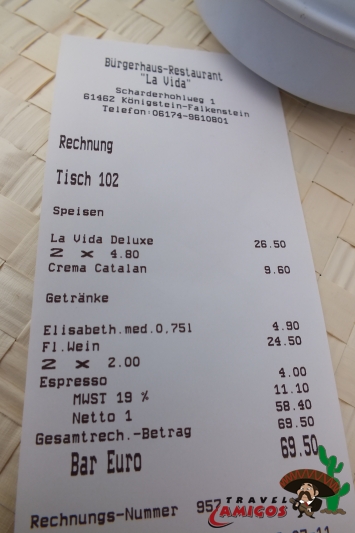 Bürgerhaus-Restaurant
"La Vida"
Scharderhohlweg 1
61462 Königstein-Falkenstein
Telefon:06174-9610801
Rechnung
Tisch 102
Speisen
La Vida Deluxe 26.50
2 x 4.80
Crema Catalan 9.60
Getränke
Elisabeth.med.0,75l 4.90
Fl.Wein 24.50
2 x 2.00
Espresso 4.00
MWST 19 % 11.10
Netto 1 58.40
Gesamtrech.-Betrag 69.50
Bar Euro 69.50
Rechnungs-Nummer 957
TRAVEL
AMIGOS